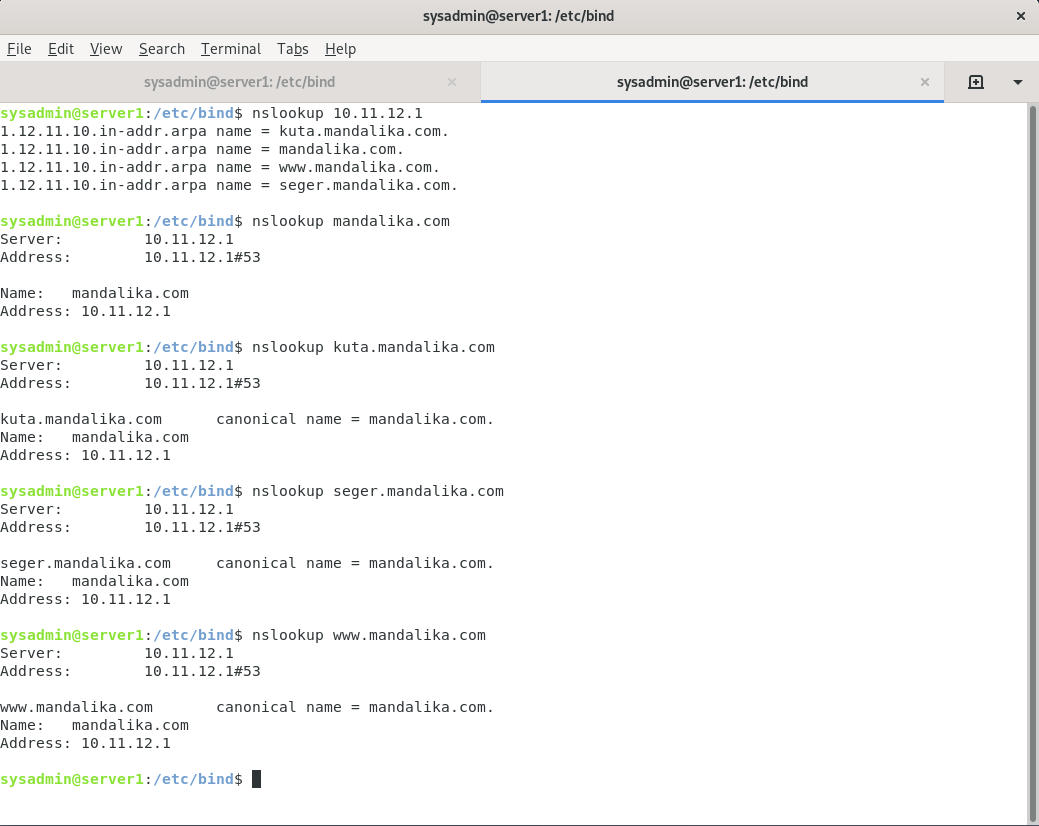 sysadmin@server1: /etc/bind
File Edit View Search Terminal Tabs Help
sysadmin@server1: /etc/bind sysadmin@server1: /etc/bind
sysadmin@server1:/etc/bind$ nslookup 10.11.12.1
1.12.11.10.in-addr.arpa name = kuta.mandalika.com.
1.12.11.10.in-addr.arpa name = mandalika.com.
1.12.11.10.in-addr.arpa name = www.mandalika.com.
1.12.11.10.in-addr.arpa name = seger.mandalika.com.
sysadmin@server1:/etc/bind$ nslookup mandalika.com
Server:         10.11.12.1
Address:        10.11.12.1#53
Name:   mandalika.com
Address: 10.11.12.1
sysadmin@server1:/etc/bind$ nslookup kuta.mandalika.com
Server:         10.11.12.1
Address:        10.11.12.1#53
kuta.mandalika.com      canonical name = mandalika.com.
Name:   mandalika.com
Address: 10.11.12.1
sysadmin@server1:/etc/bind$ nslookup seger.mandalika.com
Server:         10.11.12.1
Address:        10.11.12.1#53
seger.mandalika.com     canonical name = mandalika.com.
Name:   mandalika.com
Address: 10.11.12.1
sysadmin@server1:/etc/bind$ nslookup www.mandalika.com
Server:         10.11.12.1
Address:        10.11.12.1#53
www.mandalika.com       canonical name = mandalika.com.
Name:   mandalika.com
Address: 10.11.12.1
sysadmin@server1:/etc/bind$